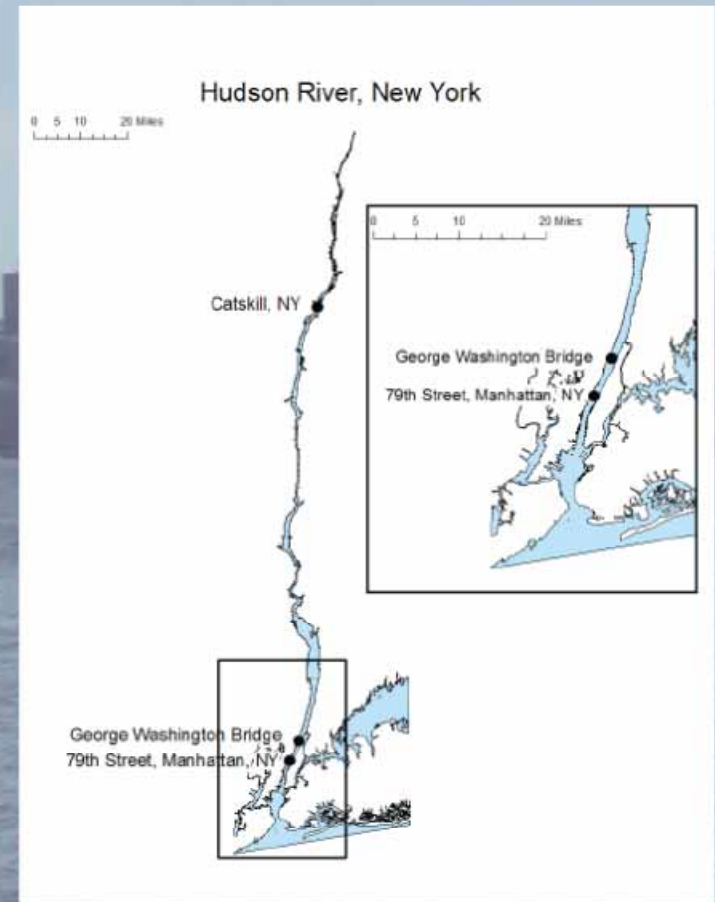 Hudson River, New York
0 5 10 20 Miles
0 5 10 20 Miles
Catskill, NY
George Washington Bridge
79th Street, Manhattan, NY
George Washington Bridge
79th Street, Manhattan, NY